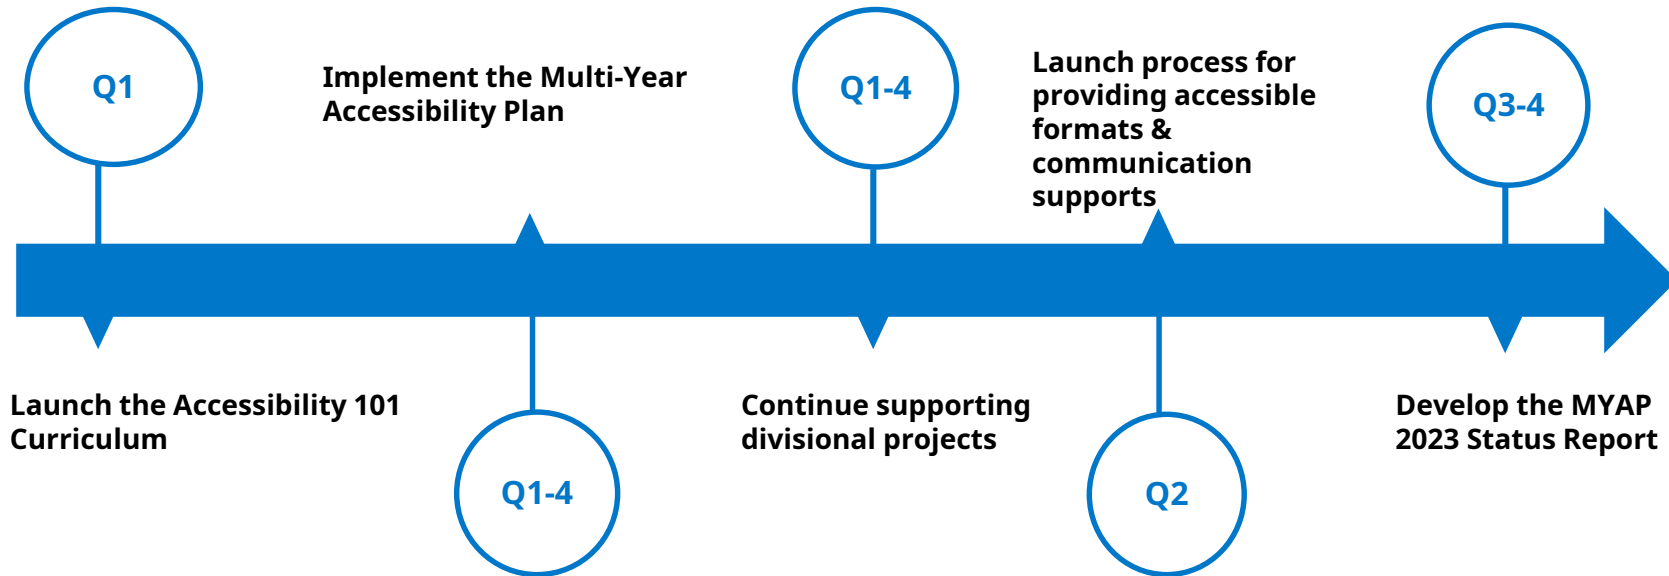 Q1
Launch the Accessibility 101
Curriculum
Implement the Multi-Year
Accessibility Plan
Q1-4
Q1-4
Continue supporting
divisional projects
Launch process for
providing accessible
formats &
communication
supports
Q2
Q3-4
Develop the MYAP
2023 Status Report